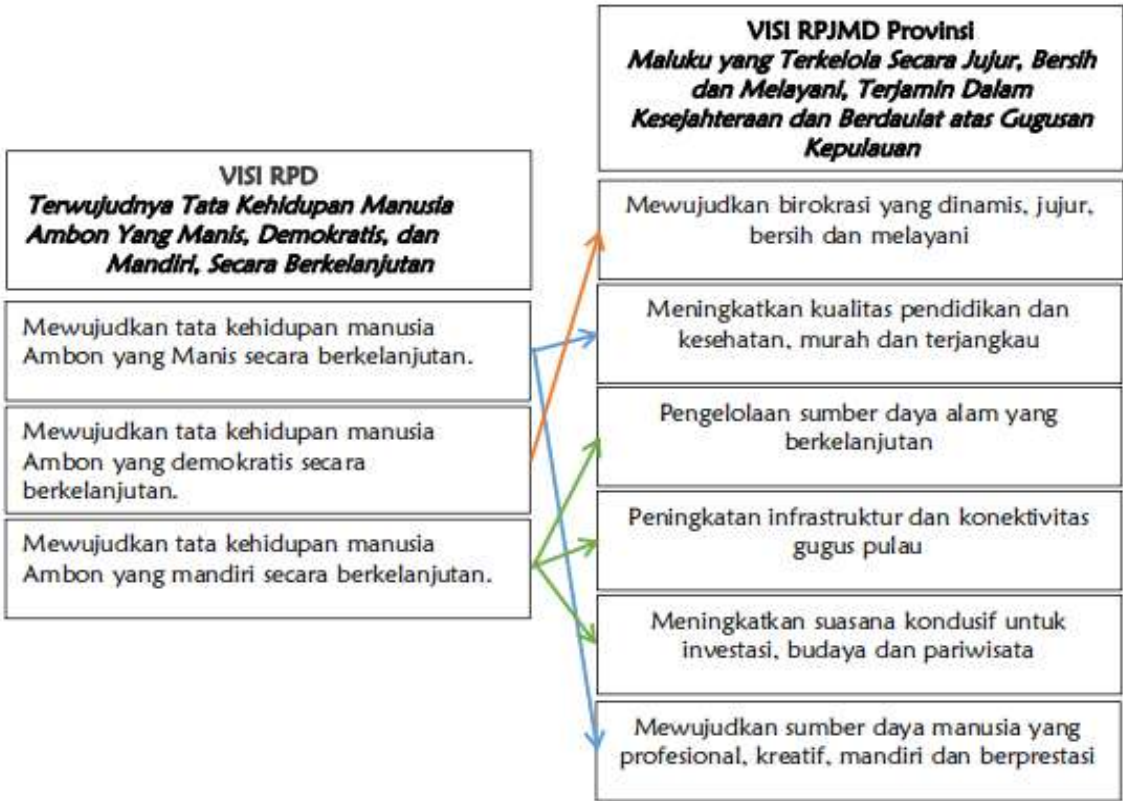 VISI RPD
Terwujudnya Tata Kehidupan Manusia
Ambon Yang Manis, Demokratis, dan
Mandiri, Secara Berkelanjutan
Mewujudkan tata kehidupan manusia
Ambon yang Manis secara berkelanjutan.
Mewujudkan tata kehidupan manusia
Ambon yang demokratis secara
berkelanjutan.
Mewujudkan tata kehidupan manusia
Ambon yang mandiri secara berkelanjutan.
VISI RPJMD Provinsi
Maluku yang Terkelola Secara Jujur, Bersih
dan Melayani, Terjamin Dalam
Kesejahteraan dan Berdaulat atas Gugusan
Kepulauan
Mewujudkan birokrasi yang dinamis, jujur,
bersih dan melayani
Meningkatkan kualitas pendidikan dan
kesehatan, murah dan terjangkau
Pengelolaan sumber daya alam yang
berkelanjutan
Peningkatan infrastruktur dan konektivitas
gugus pulau
Meningkatkan suasana kondusif untuk
investasi, budaya dan pariwisata
Mewujudkan sumber daya manusia yang
profesional, kreatif, mandiri dan berprestasi